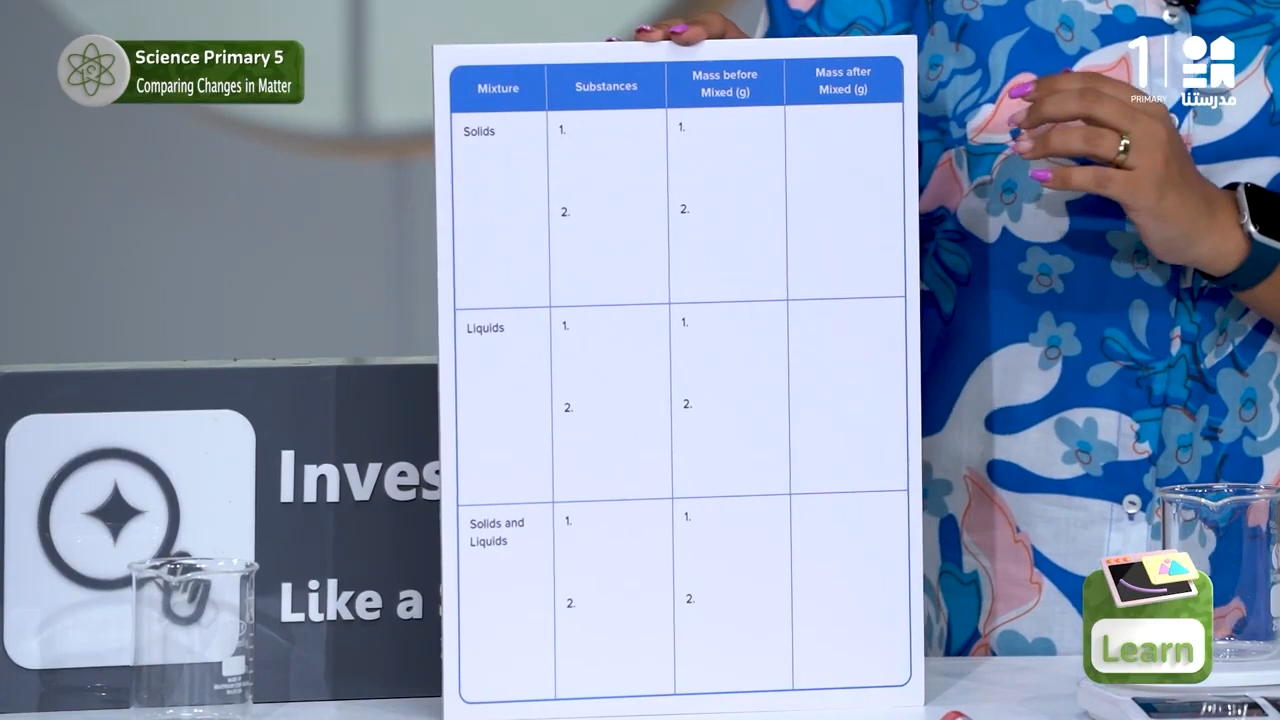 Science Primary 5
Comparing Changes in Matter
1
PRIMARY
مدرستنا
Mixture
Substances
Mass before
Mixed (g)
Mass after
Mixed (g)
Solids
1.
1.
2.
2.
Liquids
1.
1.
2.
2.
Solids and
Liquids
1.
1.
2.
2.
Inves
Like a
Learn